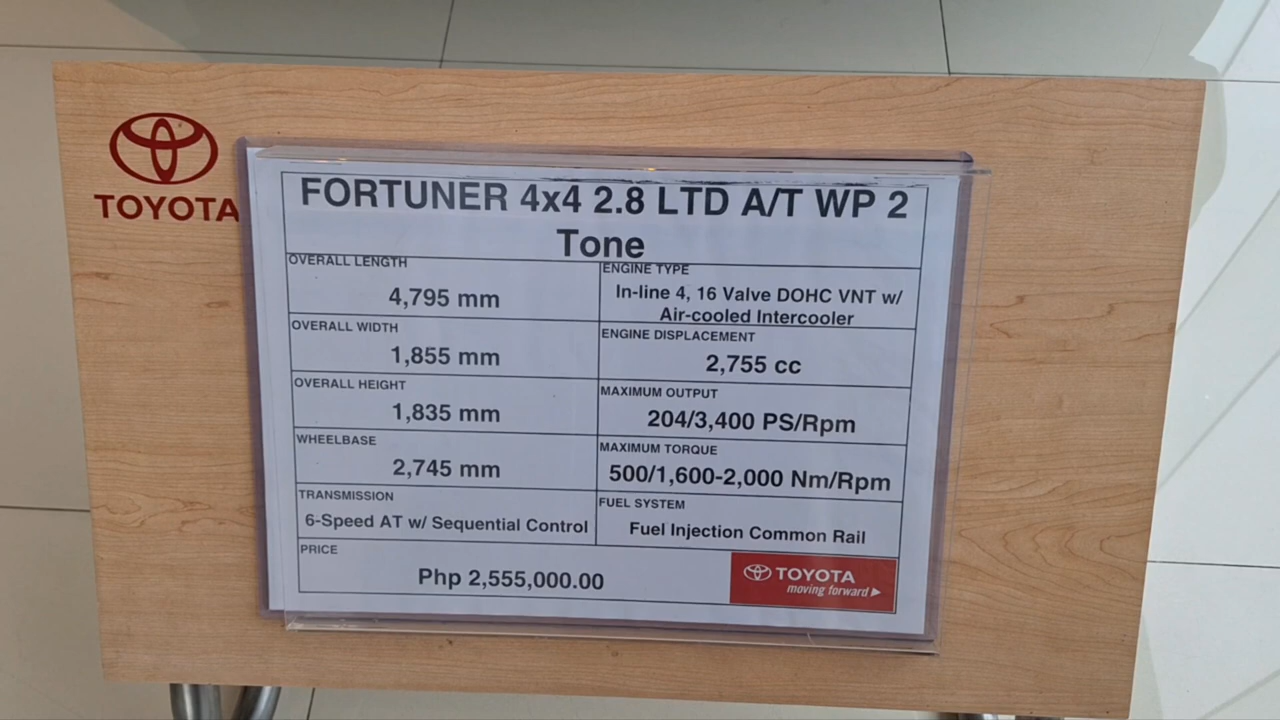 TOYOTA
FORTUNER 4x4 2.8 LTD A/T WP 2
Tone
OVERALL LENGTH
4,795 mm
ENGINE TYPE
In-line 4, 16 Valve DOHC VNT w/
Air-cooled Intercooler
OVERALL WIDTH
1,855 mm
ENGINE DISPLACEMENT
2,755 cc
OVERALL HEIGHT
1,835 mm
MAXIMUM OUTPUT
204/3,400 PS/Rpm
WHEELBASE
2,745 mm
MAXIMUM TORQUE
500/1,600-2,000 Nm/Rpm
TRANSMISSION
6-Speed AT w/ Sequential Control
FUEL SYSTEM
Fuel Injection Common Rail
PRICE
Php 2,555,000.00
TOYOTA
moving forward